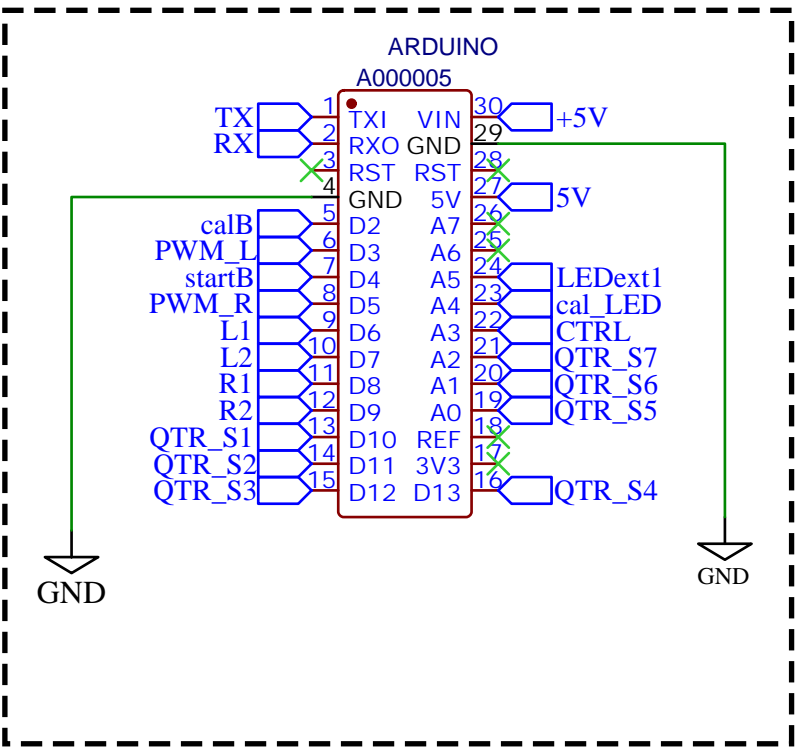 ARDUINO
A000005
TX 1 TXI VIN 30 +5V
RX 2 RXO GND 29
3 RST RST 28
4 GND 5V 27 5V
calB 5 D2 A7 26
PWM_L 6 D3 A6 25
startB 7 D4 A5 24 LEDext1
PWM_R 8 D5 A4 23 cal_LED
L1 9 D6 A3 22 CTRL
L2 10 D7 A2 21 QTR_S7
R1 11 D8 A1 20 QTR_S6
R2 12 D9 A0 19 QTR_S5
QTR_S1 13 D10 REF 18
QTR_S2 14 D11 3V3 17
QTR_S3 15 D12 D13 16 QTR_S4
GND
GND